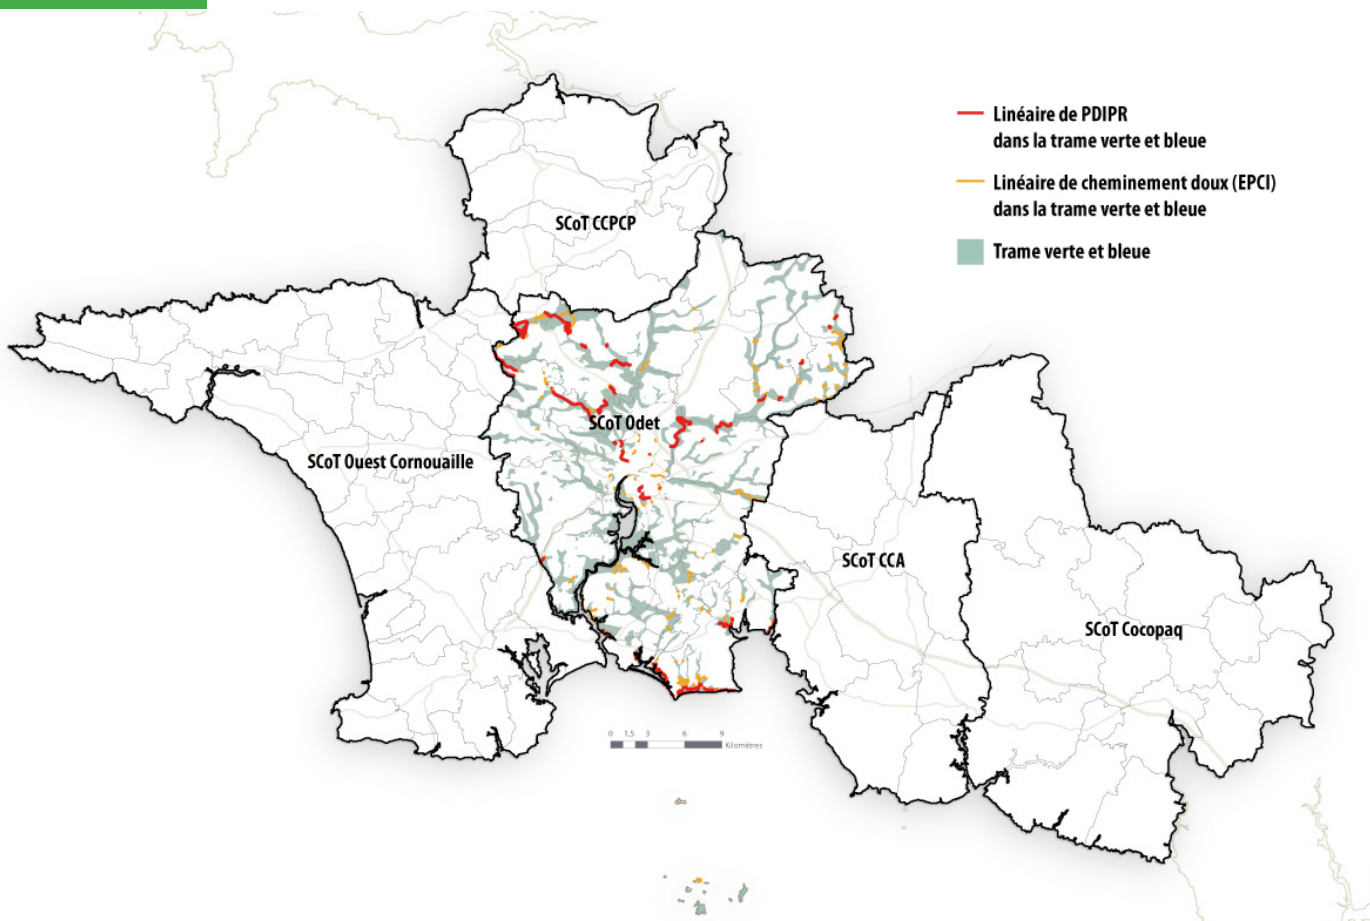 Linéaire de PDIPR
dans la trame verte et bleue
Linéaire de cheminement doux (EPCI)
dans la trame verte et bleue
Trame verte et bleue
SCoT CCPCP
SCoT Odet
SCoT Ouest Cornouaille
SCoT CCA
SCoT Cocopaq
0 1,5 3 6 9
Kilomètres